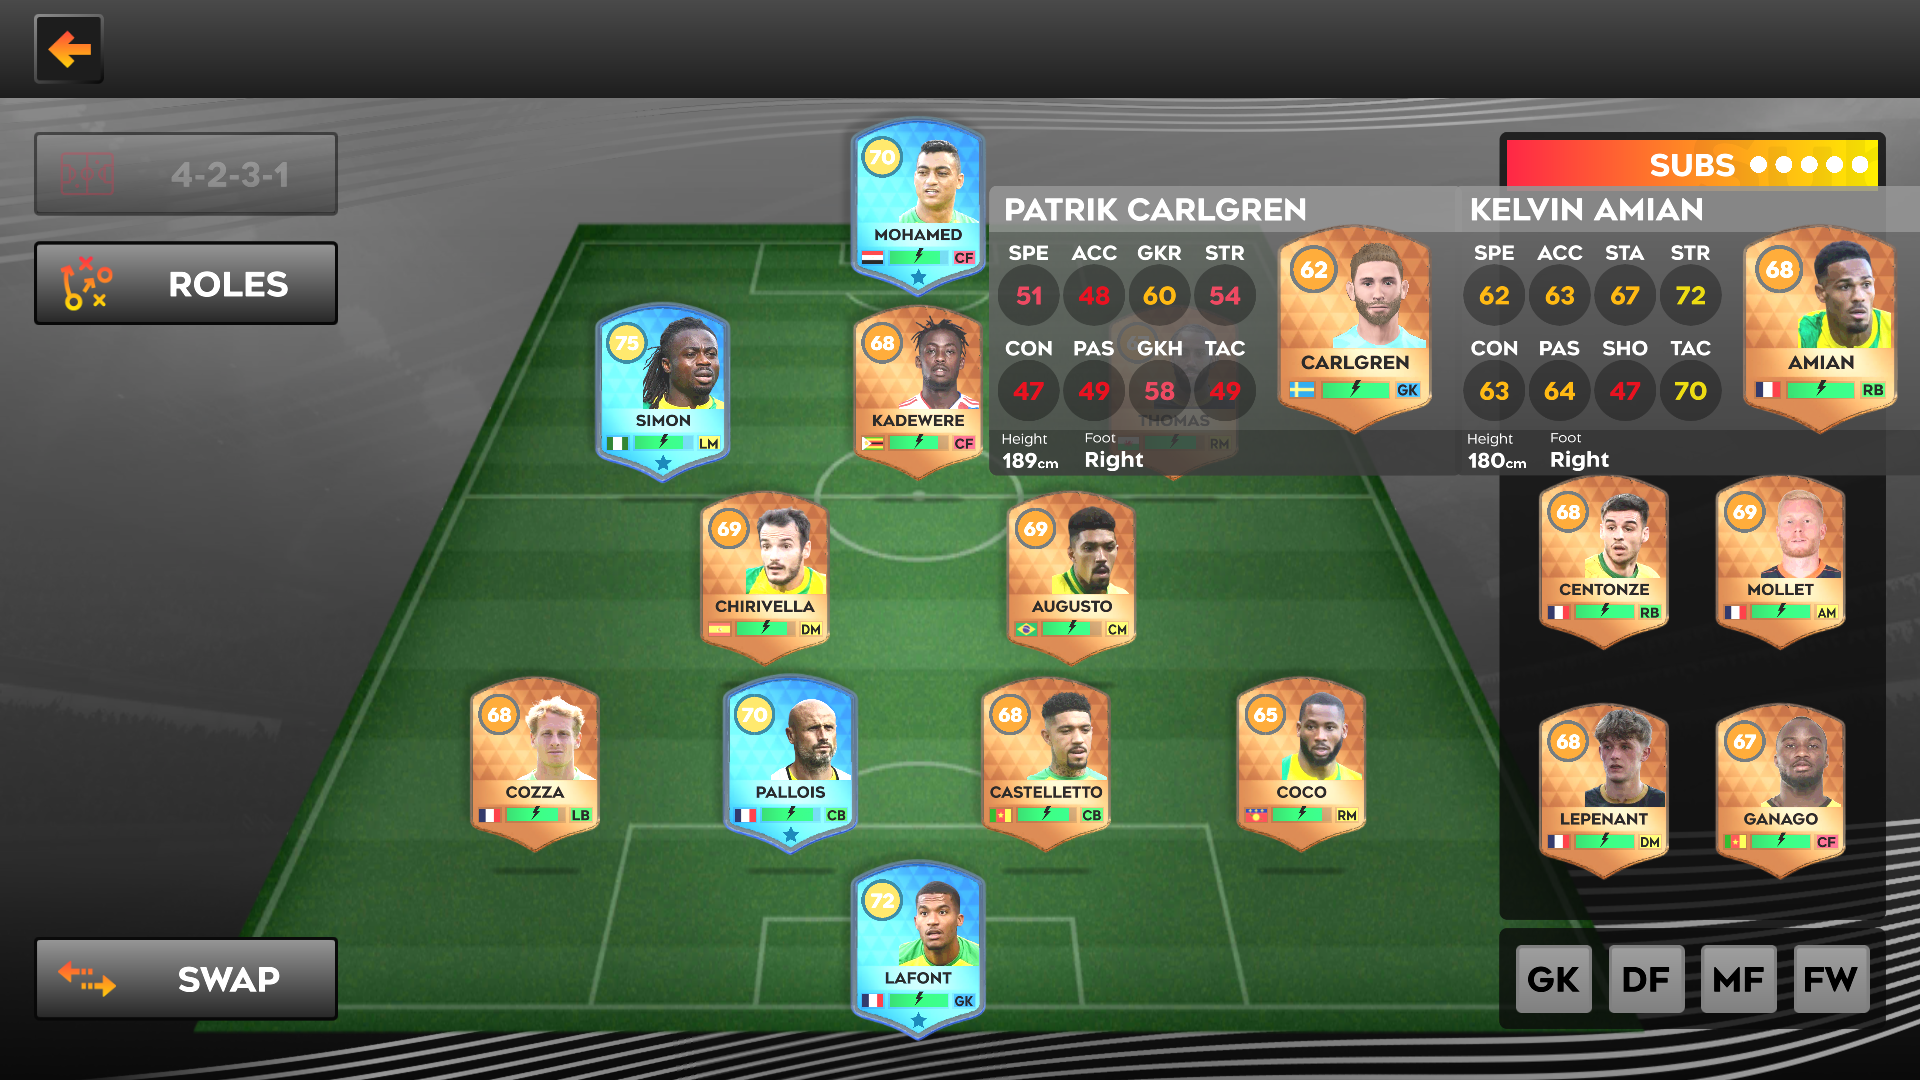 4-2-3-1
ROLES
SWAP
70
MOHAMED
CF
75
SIMON
LM
68
KADEWERE
CF
THOMAS
RM
69
CHIRIVELLA
DM
69
AUGUSTO
CM
68
COZZA
LB
70
PALLOIS
CB
68
CASTELLETTO
CB
65
COCO
RM
72
LAFONT
GK
PATRIK CARLGREN
SPE ACC GKR STR
51 48 60 54
CON PAS GKH TAC
47 49 58 49
Height Foot
189cm Right
62
CARLGREN
GK
SUBS
KELVIN AMIAN
SPE ACC STA STR
62 63 67 72
CON PAS SHO TAC
63 64 47 70
Height Foot
180cm Right
68
AMIAN
RB
68
CENTONZE
RB
69
MOLLET
AM
68
LEPENANT
DM
67
GANAGO
CF
GK DF MF FW